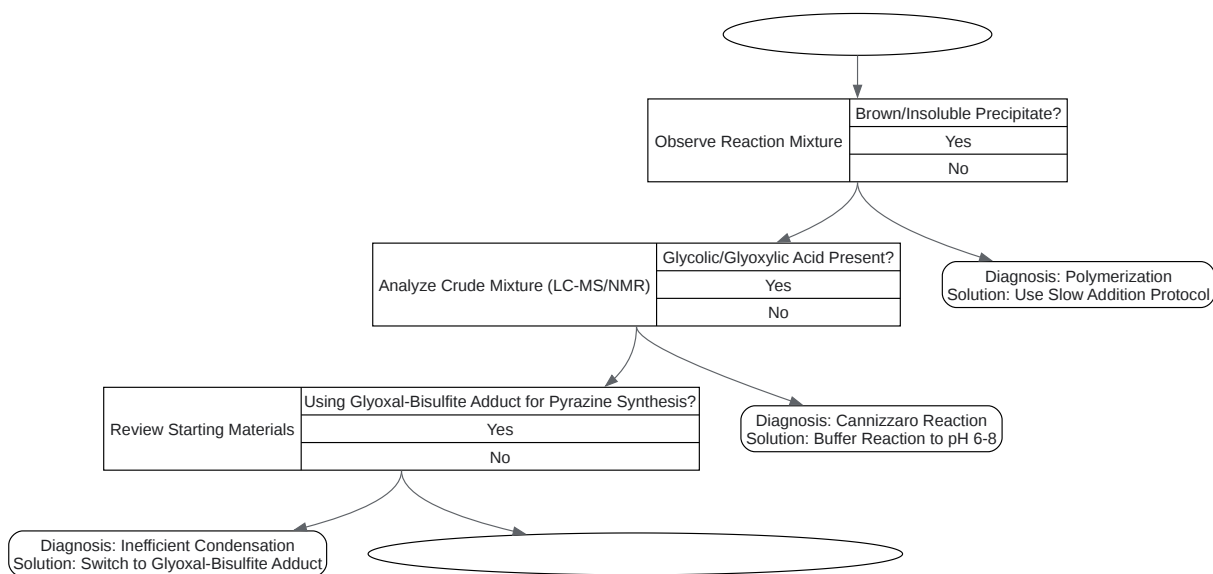 Observe Reaction Mixture
Brown/Insoluble Precipitate?
Yes
No
Analyze Crude Mixture (LC-MS/NMR)
Glycolic/Glyoxylic Acid Present?
Yes
No
Diagnosis: Polymerization
Solution: Use Slow Addition Protocol
Review Starting Materials
Using Glyoxal-Bisulfite Adduct for Pyrazine Synthesis?
Yes
No
Diagnosis: Cannizzaro Reaction
Solution: Buffer Reaction to pH 6-8
Diagnosis: Inefficient Condensation
Solution: Switch to Glyoxal-Bisulfite Adduct